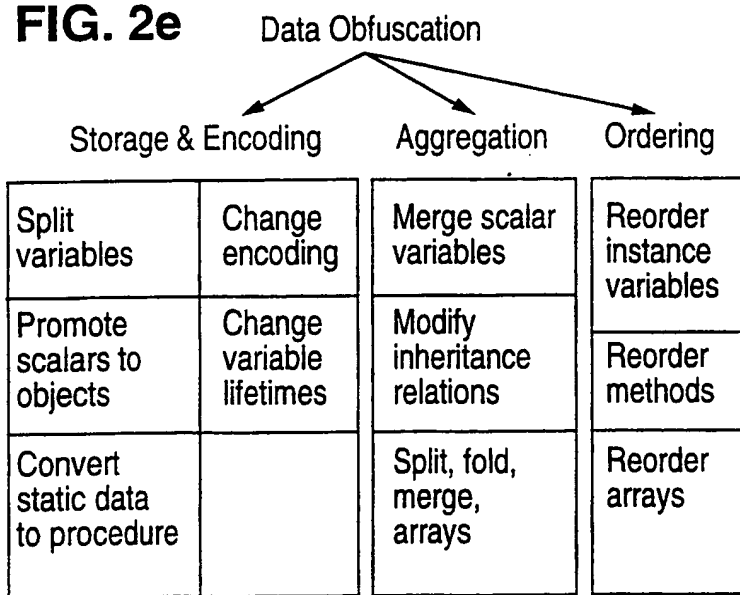 FIG. 2e
Data Obfuscation
Storage & Encoding
Aggregation
Ordering
Split
variables
Change
encoding
Merge scalar
variables
Reorder
instance
variables
Promote
scalars to
objects
Change
variable
lifetimes
Modify
inheritance
relations
Reorder
methods
Convert
static data
to procedure
Split, fold,
merge,
arrays
Reorder
arrays